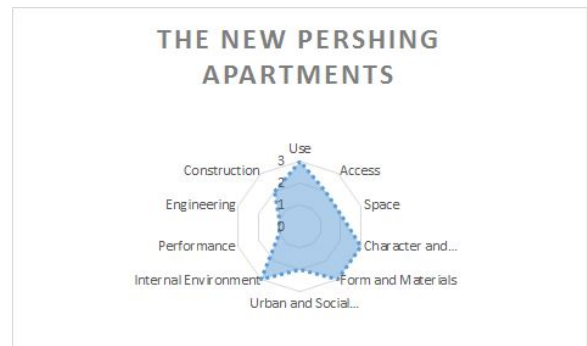 THE NEW PERSHING
APARTMENTS
Use
Construction
3
Access
2
Engineering
1
Space
0
Performance
Character and...
Internal Environment
Form and Materials
Urban and Social...